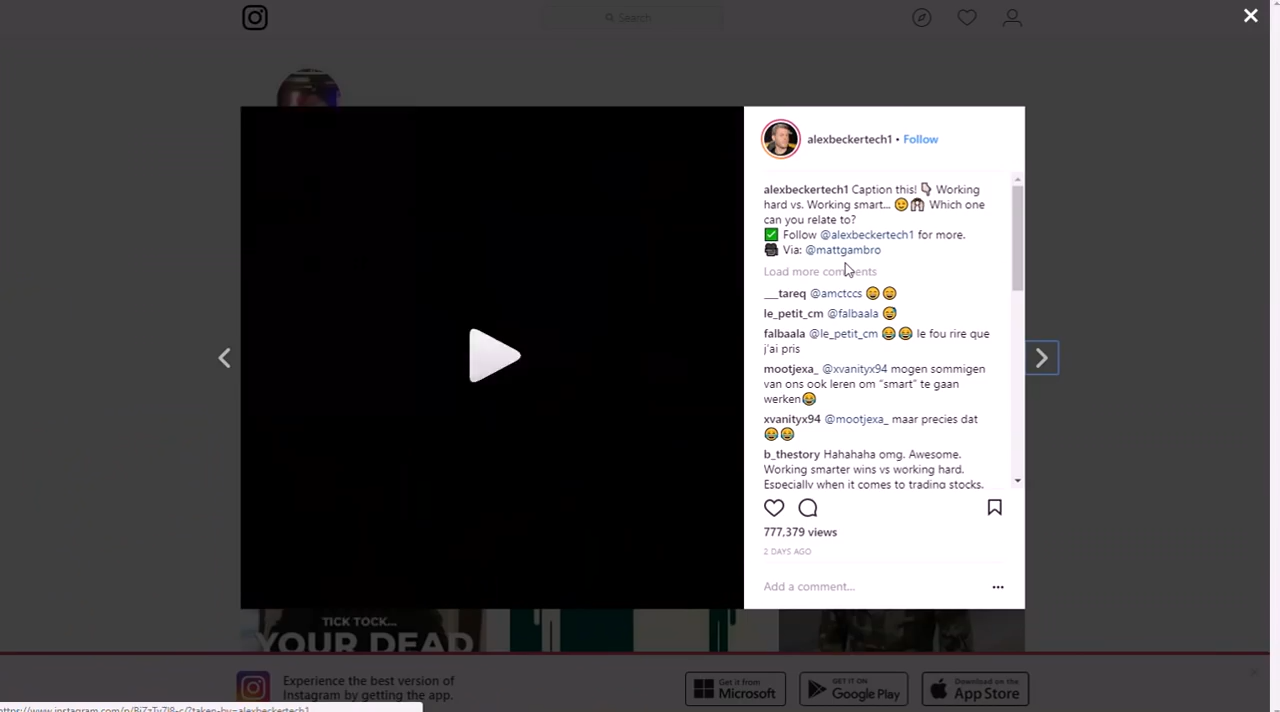 Search
alexbeckertech1 • Follow
alexbeckertech1 Caption this! 👇 Working
hard vs. Working smart... 😉 Which one
can you relate to?
✅ Follow @alexbeckertech1 for more.
Via: @mattgambro
Load more comments
___tareq @amctccs 😄😄
le_petit_cm @falbaala 😅
falbaala @le_petit_cm 😂😂 le fou rire que
j'ai pris
mootjexa_ @xvanityx94 mogen sommigen
van ons ook leren om “smart” te gaan
werken😂
xvanityx94 @mootjexa_ maar precies dat
😂😂
b_thestory Hahahaha omg. Awesome.
Working smarter wins vs working hard.
Especially when it comes to trading stocks.
777,379 views
2 DAYS AGO
Add a comment...
TICK TOCK...
YOUR DEAD
Experience the best version of
Instagram by getting the app.
Get it from
Microsoft
GET IT ON
Google Play
Download on the
App Store